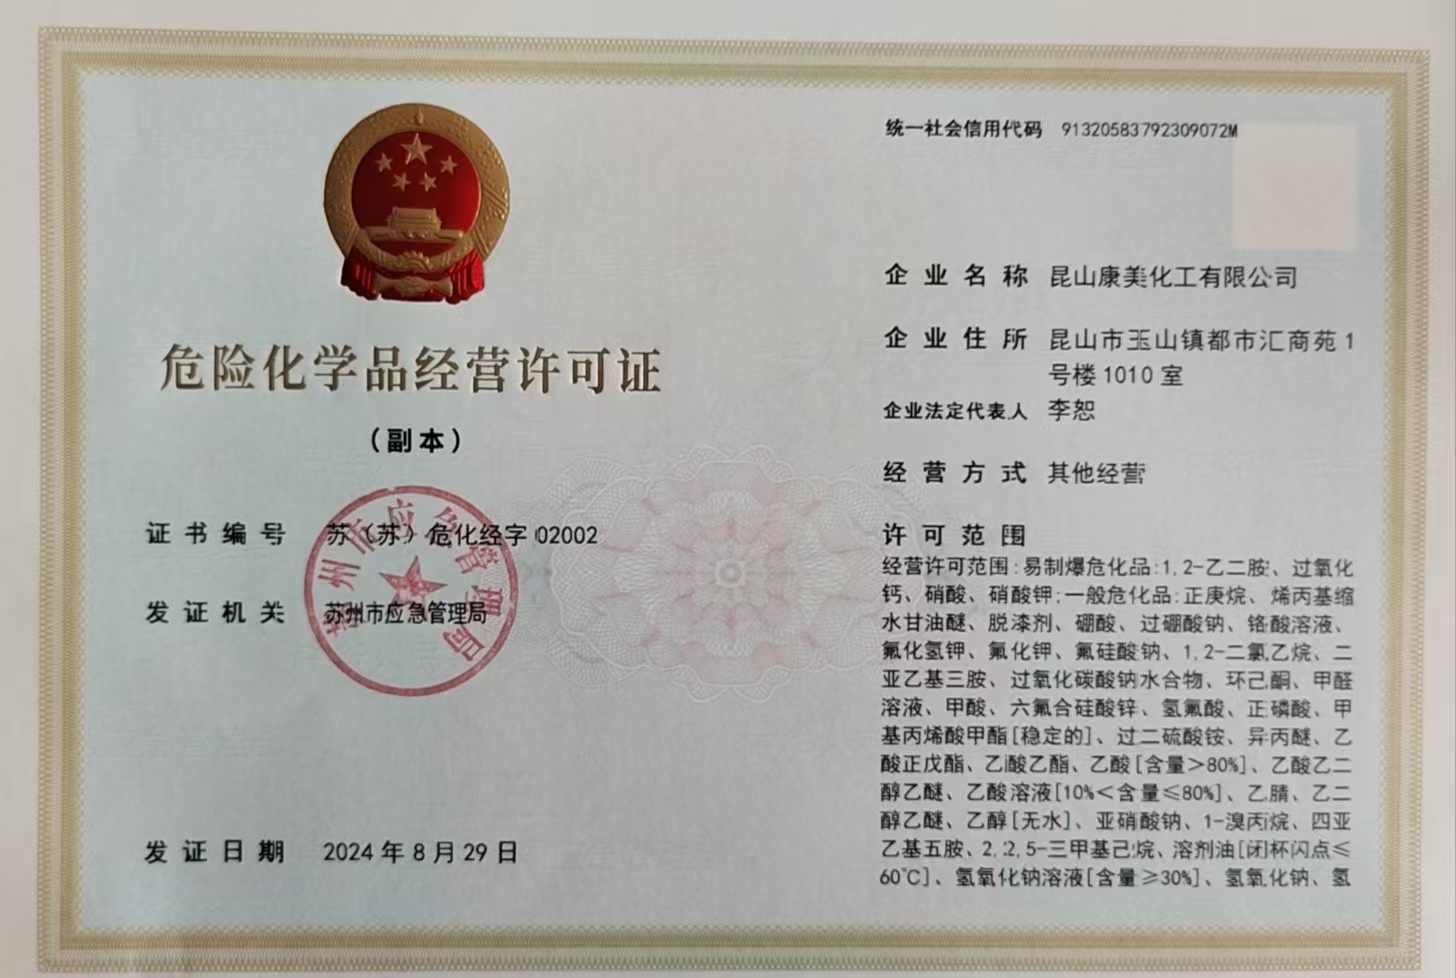 危险化学品经营许可证
（副本）
证书编号 苏（苏）危化经字02002
发证机关 苏州市应急管理局
苏州市应急管理局
发证日期 2024年8月29日
统一社会信用代码 91320583792309072M
企业名称 昆山康美化工有限公司
企业住所 昆山市玉山镇都市汇商苑1
号楼1010室
企业法定代表人 李恕
经营方式 其他经营
许可范围
经营许可范围:易制爆危化品:1,2-乙二胺、过氧化
钙、硝酸、硝酸钾;一般危化品:正庚烷、烯丙基缩
水甘油醚、脱漆剂、硼酸、过硼酸钠、铬酸溶液、
氟化氢钾、氟化钾、氟硅酸钠、1,2-二氯乙烷、二
亚乙基三胺、过氧化碳酸钠水合物、环己酮、甲醛
溶液、甲酸、六氟合硅酸锌、氢氟酸、正磷酸、甲
基丙烯酸甲酯[稳定的]、过二硫酸铵、异丙醚、乙
酸正戊酯、乙酸乙酯、乙酸[含量＞80%]、乙酸乙二
醇乙醚、乙酸溶液[10%＜含量≤80%]、乙腈、乙二
醇乙醚、乙醇[无水]、亚硝酸钠、1-溴丙烷、四亚
乙基五胺、2,2,5-三甲基己烷、溶剂油[闭杯闪点≤
60℃]、氢氧化钠溶液[含量≥30%]、氢氧化钠、氢